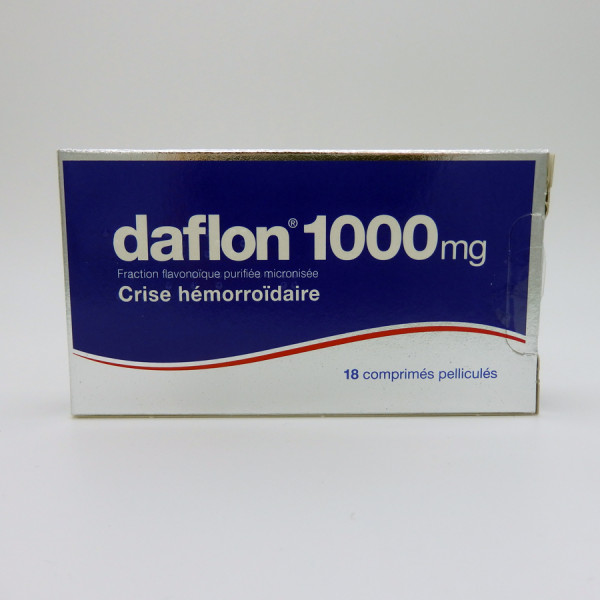 daflon® 1000mg
Fraction flavonoïque purifiée micronisée
Crise hémorroïdaire
18 comprimés pelliculés